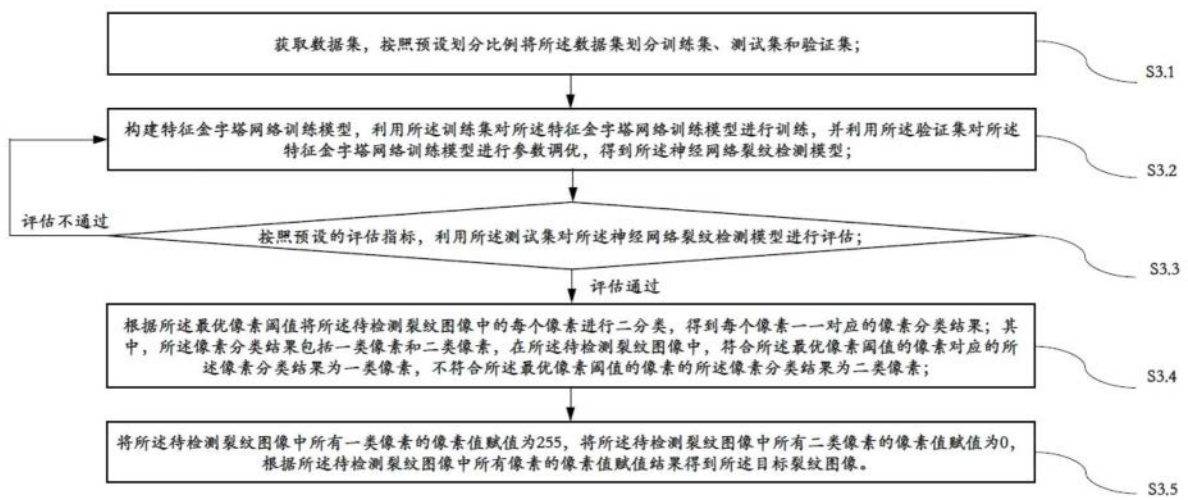 获取数据集，按照预设划分比例将所述数据集划分训练集、测试集和验证集；
S3.1
构建特征金字塔网络训练模型，利用所述训练集对所述特征金字塔网络训练模型进行训练，并利用所述验证集对所述
特征金字塔网络训练模型进行参数调优，得到所述神经网络裂纹检测模型；
S3.2
评估不通过
按照预设的评估指标，利用所述测试集对所述神经网络裂纹检测模型进行评估；
S3.3
评估通过
根据所述最优像素阈值将所述待检测裂纹图像中的每个像素进行二分类，得到每个像素一一对应的像素分类结果；其
中，所述像素分类结果包括一类像素和二类像素，在所述待检测裂纹图像中，符合所述最优像素阈值的像素对应的所
述像素分类结果为一类像素，不符合所述最优像素阈值的像素的所述像素分类结果为二类像素；
S3.4
将所述待检测裂纹图像中所有一类像素的像素值赋值为255，将所述待检测裂纹图像中所有二类像素的像素值赋值为0，
根据所述待检测裂纹图像中所有像素的像素值赋值结果得到所述目标裂纹图像。
S3.5